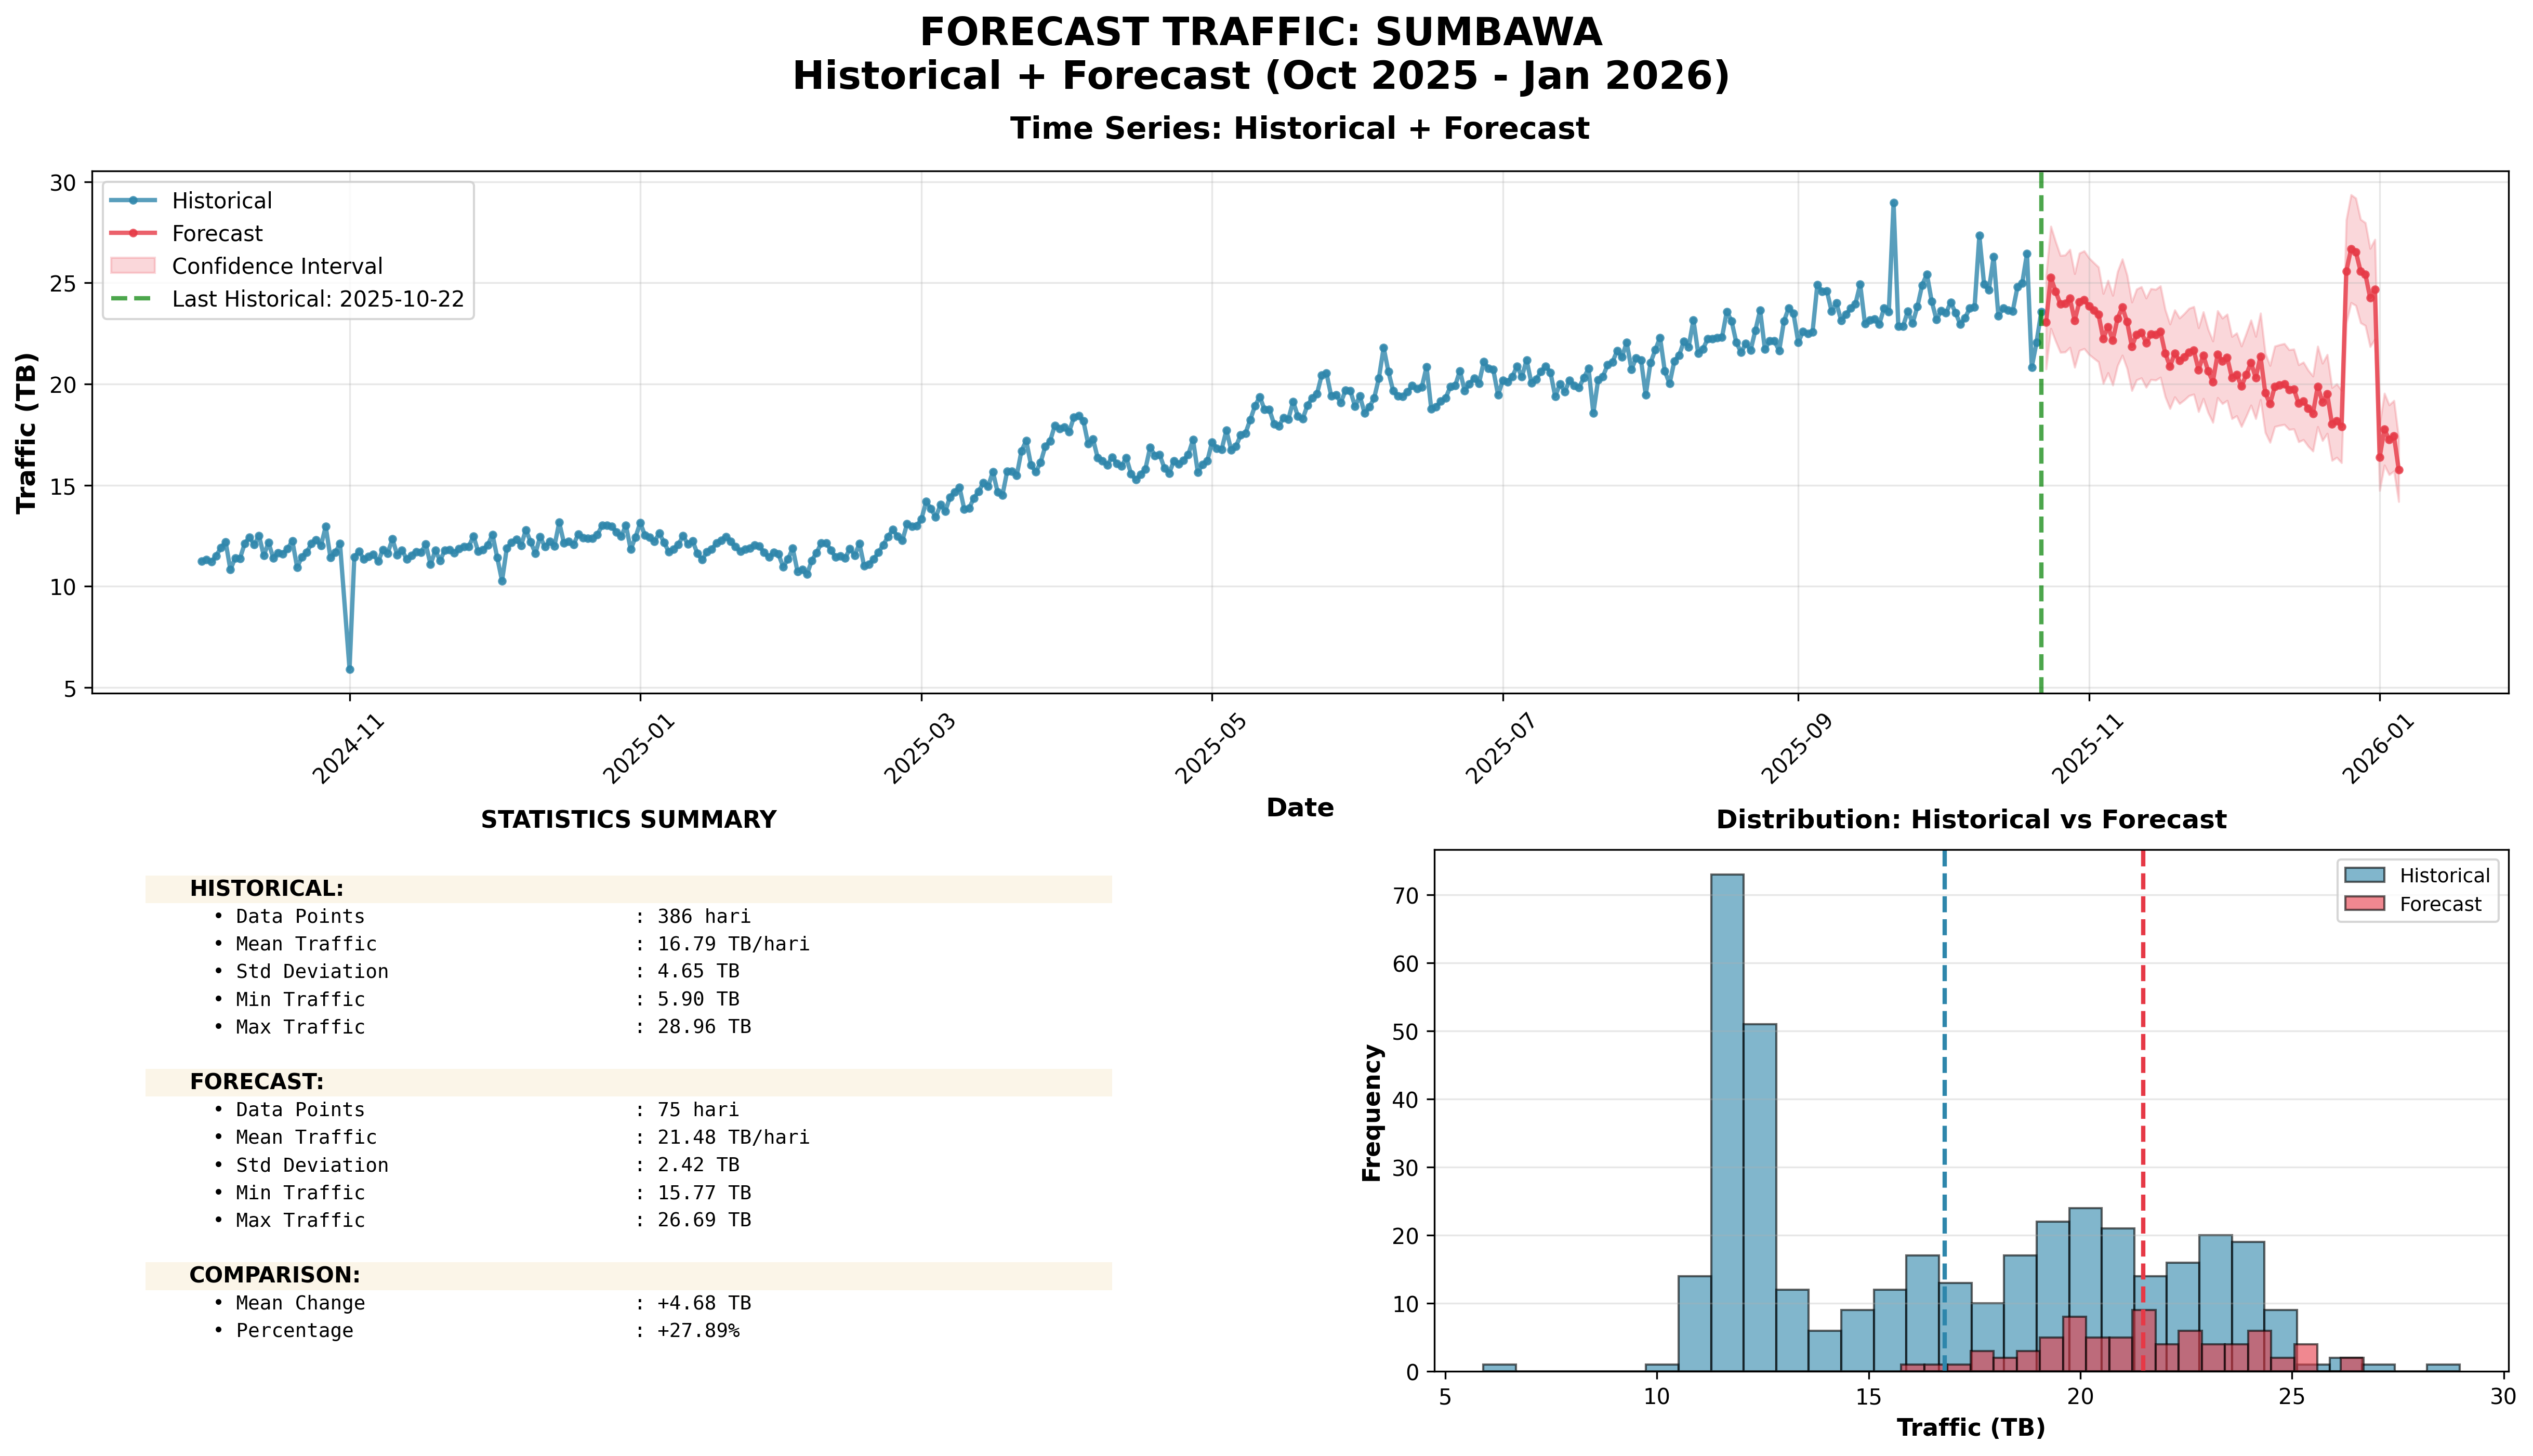 FORECAST TRAFFIC: SUMBAWA
Historical + Forecast (Oct 2025 - Jan 2026)
Time Series: Historical + Forecast
Historical
Forecast
Confidence Interval
Last Historical: 2025-10-22
Traffic (TB)
30
25
20
15
10
5
2024-11
2025-01
2025-03
2025-05
2025-07
2025-09
2025-11
2026-01
Date
STATISTICS SUMMARY
HISTORICAL:
• Data Points : 386 hari
• Mean Traffic : 16.79 TB/hari
• Std Deviation : 4.65 TB
• Min Traffic : 5.90 TB
• Max Traffic : 28.96 TB
FORECAST:
• Data Points : 75 hari
• Mean Traffic : 21.48 TB/hari
• Std Deviation : 2.42 TB
• Min Traffic : 15.77 TB
• Max Traffic : 26.69 TB
COMPARISON:
• Mean Change : +4.68 TB
• Percentage : +27.89%
Distribution: Historical vs Forecast
Historical
Forecast
Frequency
70
60
50
40
30
20
10
0
5
10
15
20
25
30
Traffic (TB)